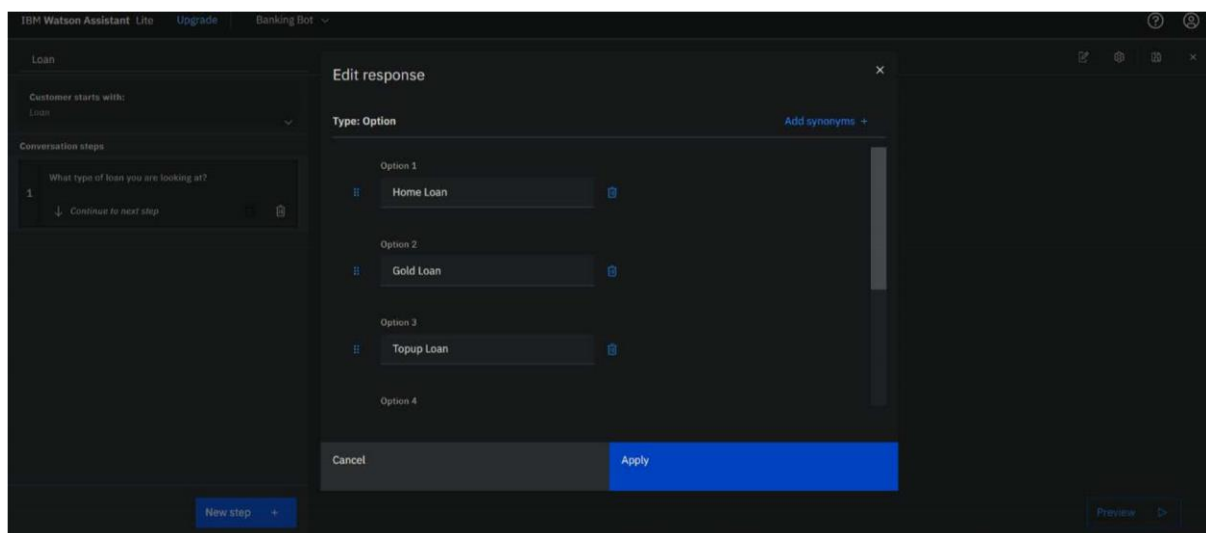 IBM Watson Assistant Lite Upgrade Banking Bot
Loan
Customer starts with:
Loan
Conversation steps
1 What type of loan you are looking at?
Continue to next step
New step +
Edit response
Type: Option
Add synonyms +
Option 1
Home Loan
Option 2
Gold Loan
Option 3
Topup Loan
Option 4
Cancel
Apply
Preview